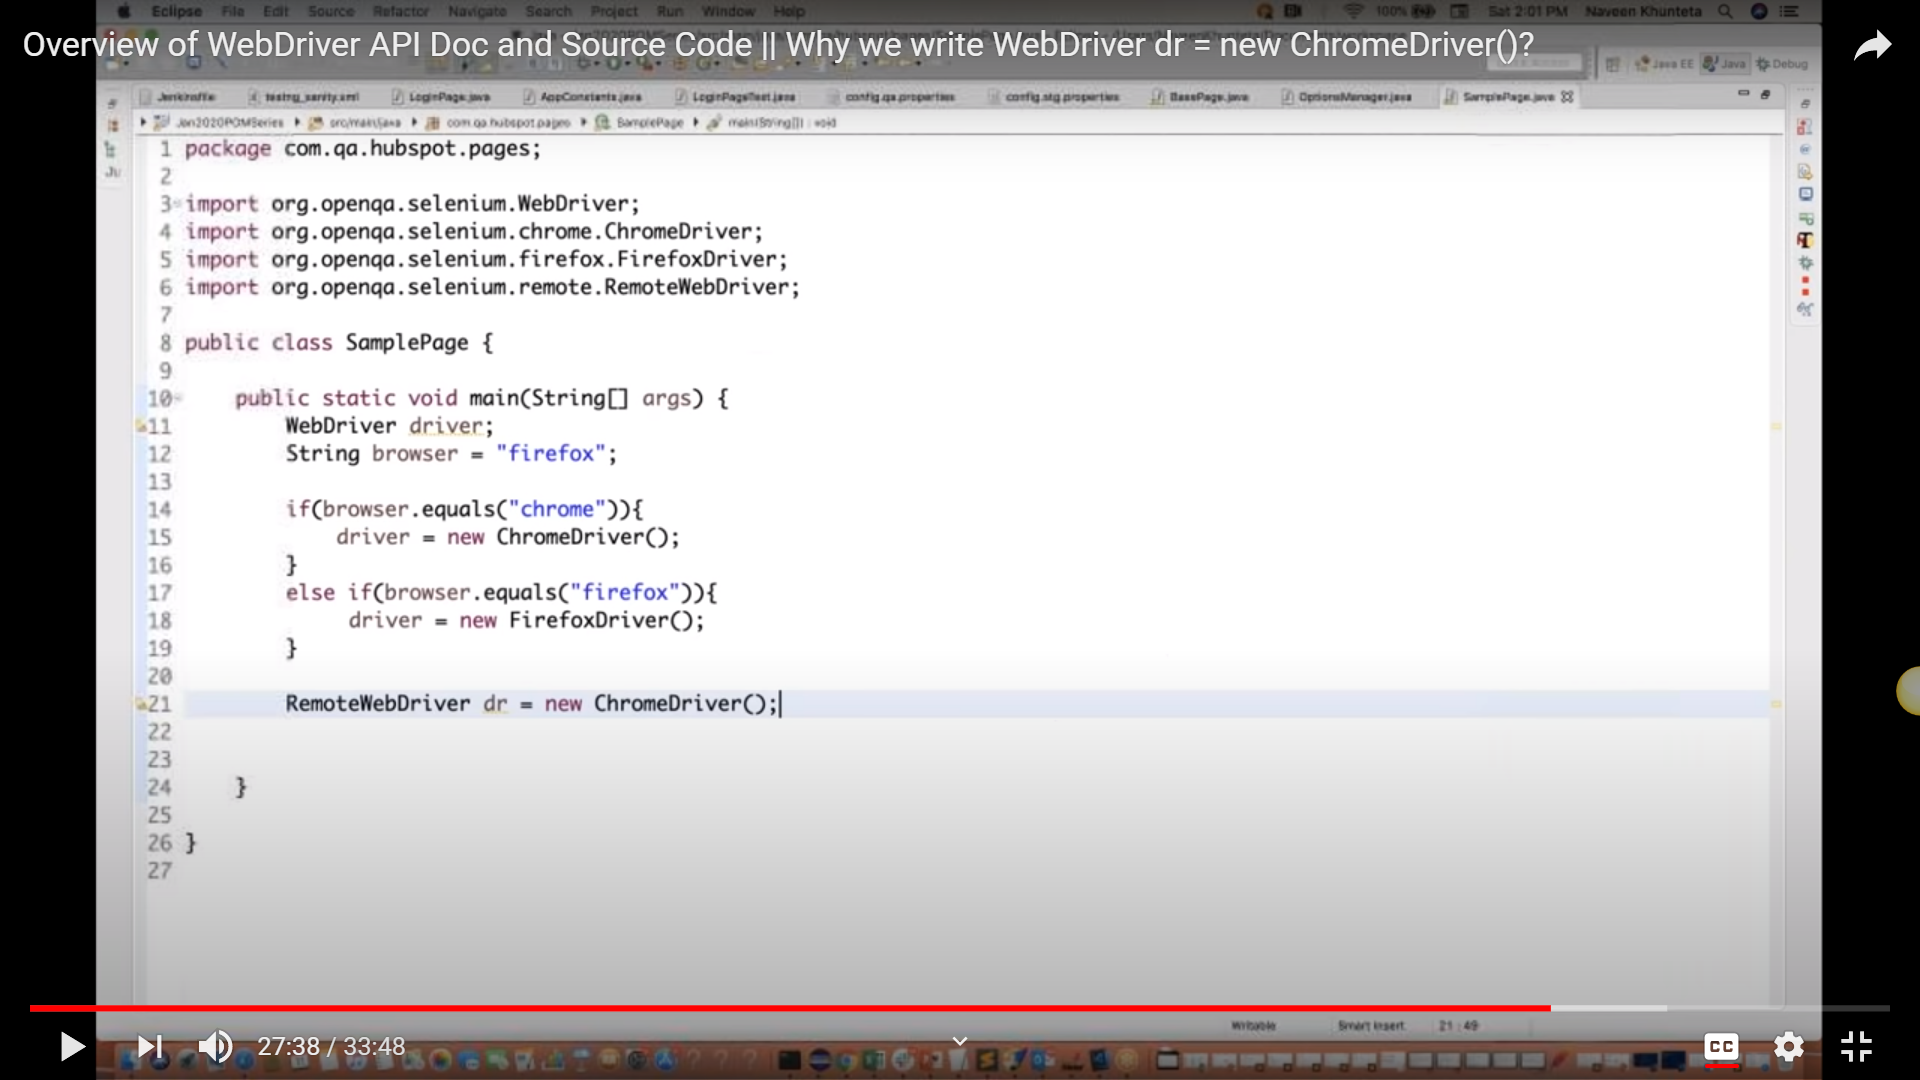 Eclipse File Edit Source Refactor Navigate Search Project Run Window Help 100% Sat 2:01 PM Naveen Khunteta
Overview of WebDriver API Doc and Source Code || Why we write WebDriver dr = new ChromeDriver()?
Java EE Java Debug
Jenkinsfile testng_sanity.xml LoginPage.java AppConstants.java LoginPageTest.java config.qa.properties config.stg.properties BasePage.java OptionsManager.java SamplePage.java
Jan2020POMSeries src/main/java com.qa.hubspot.pages SamplePage main(String[]) : void
1 package com.qa.hubspot.pages;
2
3 import org.openqa.selenium.WebDriver;
4 import org.openqa.selenium.chrome.ChromeDriver;
5 import org.openqa.selenium.firefox.FirefoxDriver;
6 import org.openqa.selenium.remote.RemoteWebDriver;
7
8 public class SamplePage {
9
10 public static void main(String[] args) {
11 WebDriver driver;
12 String browser = "firefox";
13
14 if(browser.equals("chrome")){
15 driver = new ChromeDriver();
16 }
17 else if(browser.equals("firefox")){
18 driver = new FirefoxDriver();
19 }
20
21 RemoteWebDriver dr = new ChromeDriver();
22
23
24 }
25
26 }
27
Writable Smart Insert 21 : 49
27:38 / 33:48
CC